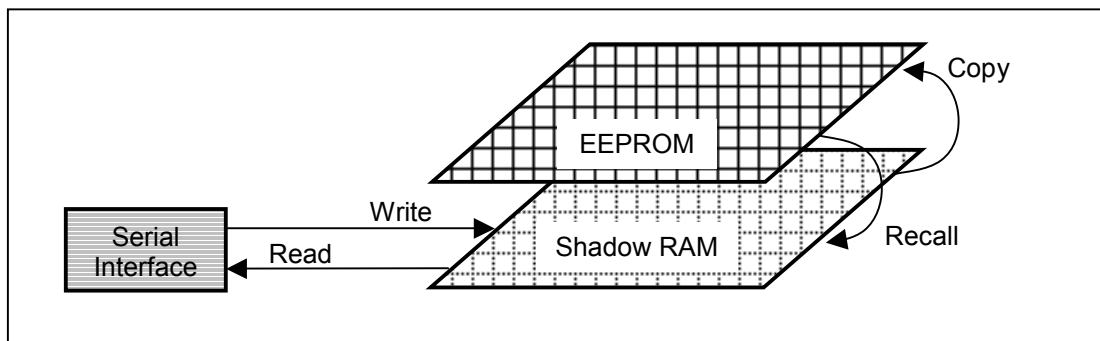 Copy
EEPROM
Write
Serial
Interface
Read
Shadow RAM
Recall